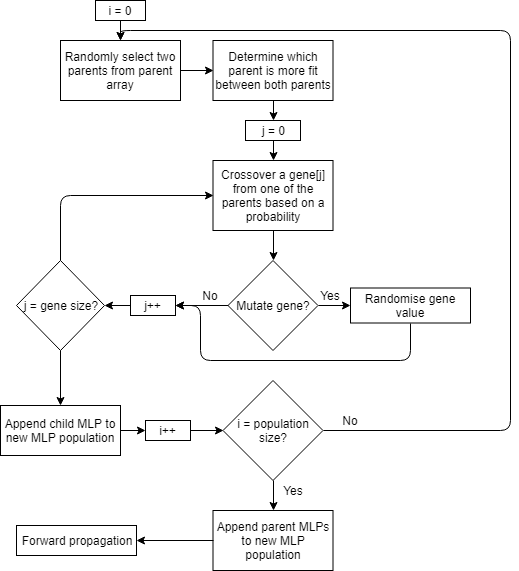 i = 0
Randomly select two
parents from parent
array
Determine which
parent is more fit
between both parents
j = 0
Crossover a gene[j]
from one of the
parents based on a
probability
Mutate gene?
No
Yes
j++
j = gene size?
Randomise gene
value
Append child MLP to
new MLP population
i++
i = population
size?
No
Yes
Append parent MLPs
to new MLP
population
Forward propagation